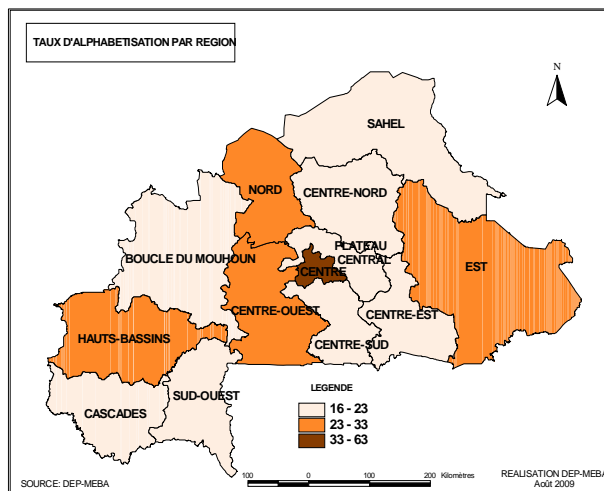 TAUX D'ALPHABETISATION PAR REGION
N
SAHEL
NORD
CENTRE-NORD
PLATEAU
CENTRAL
BOUCLE DU MOUHOUN
EST
CENTRE
CENTRE-OUEST
CENTRE-EST
HAUTS-BASSINS
CENTRE-SUD
SUD-OUEST
CASCADES
LEGENDE
16 - 23
23 - 33
33 - 63
100 0 100 200 Kilomètres
SOURCE: DEP-MEBA
REALISATION DEP-MEBA
Août 2009